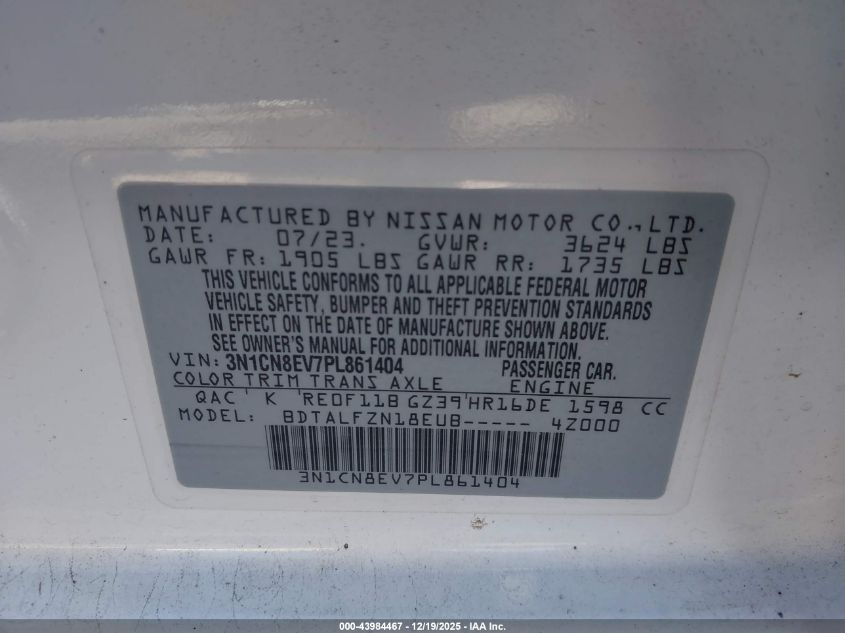 MANUFACTURED BY NISSAN MOTOR CO., LTD.
DATE: 07/23. GVWR: 3624 LBS
GAWR FR: 1905 LBS GAWR RR: 1735 LBS
THIS VEHICLE CONFORMS TO ALL APPLICABLE FEDERAL MOTOR
VEHICLE SAFETY, BUMPER AND THEFT PREVENTION STANDARDS
IN EFFECT ON THE DATE OF MANUFACTURE SHOWN ABOVE.
SEE OWNER'S MANUAL FOR ADDITIONAL INFORMATION.
VIN: 3N1CN8EV7PL861404 PASSENGER CAR.
COLOR TRIM TRANS AXLE ENGINE
QAC K RE0F11B GZ39 HR16DE 1598 CC
MODEL: BDTALFZN18EUB----- 4Z000
3N1CN8EV7PL861404
000-43984467 - 12/19/2025 - IAA Inc.